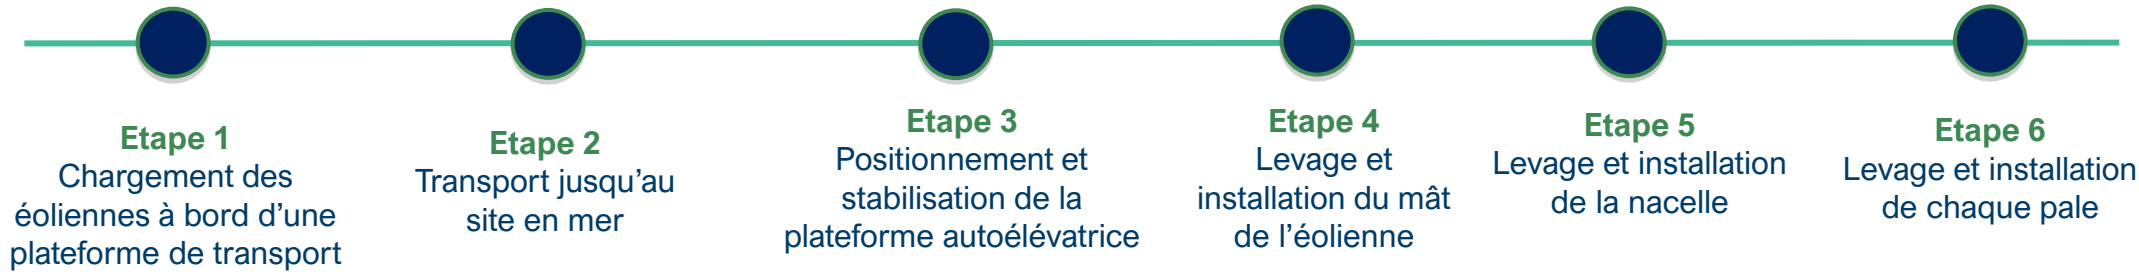 Etape 1
Chargement des
éoliennes à bord d’une
plateforme de transport
Etape 2
Transport jusqu’au
site en mer
Etape 3
Positionnement et
stabilisation de la
plateforme autoélévatrice
Etape 4
Levage et
installation du mât
de l’éolienne
Etape 5
Levage et installation
de la nacelle
Etape 6
Levage et installation
de chaque pale